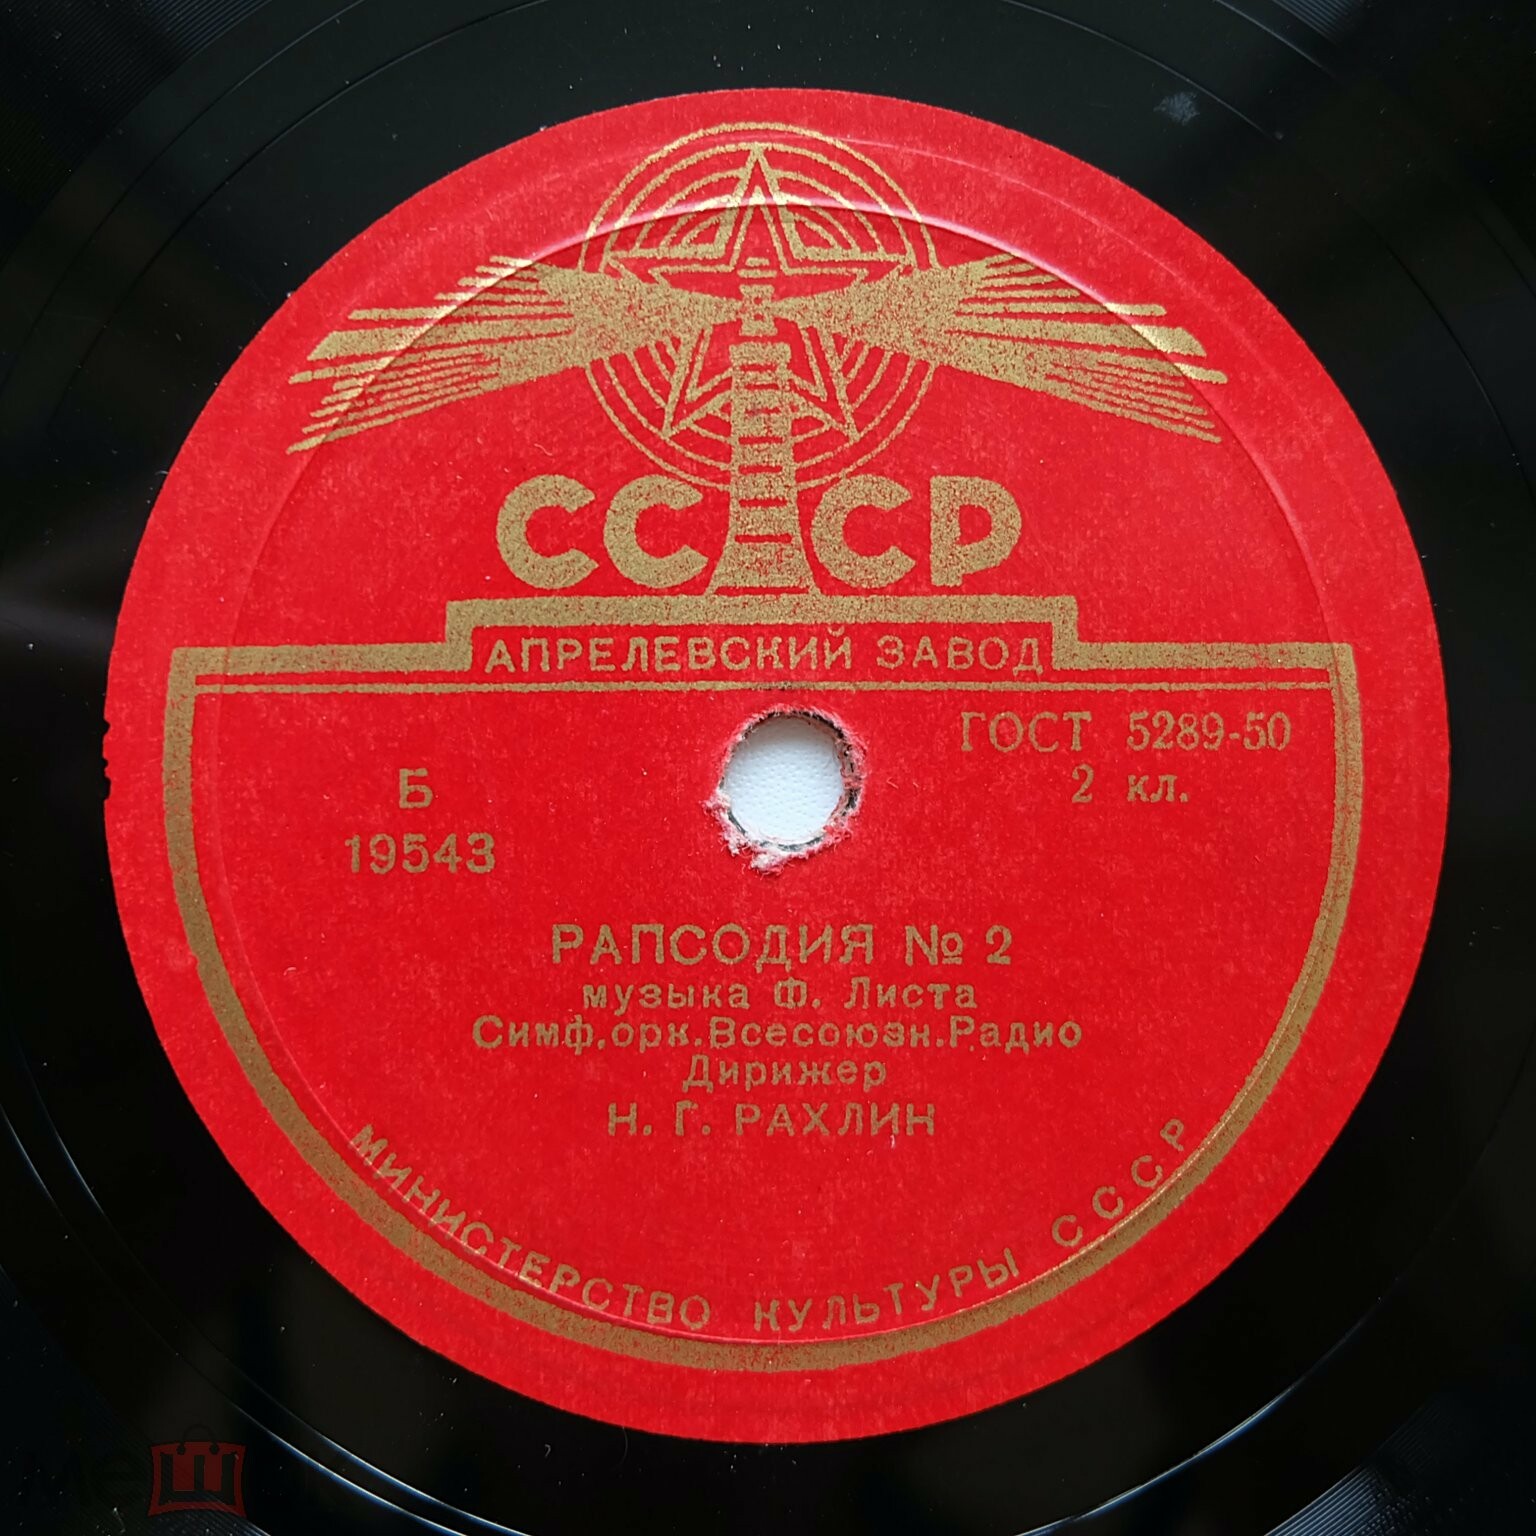 СССР
АПРЕЛЕВСКИЙ ЗАВОД
ГОСТ 5289-50
2 кл.
Б
19543
РАПСОДИЯ № 2
музыка Ф. Листа
Симф.орк.Всесоюзн.Радио
Дирижер
Н. Г. РАХЛИН
МИНИСТЕРСТВО КУЛЬТУРЫ СССР
меш